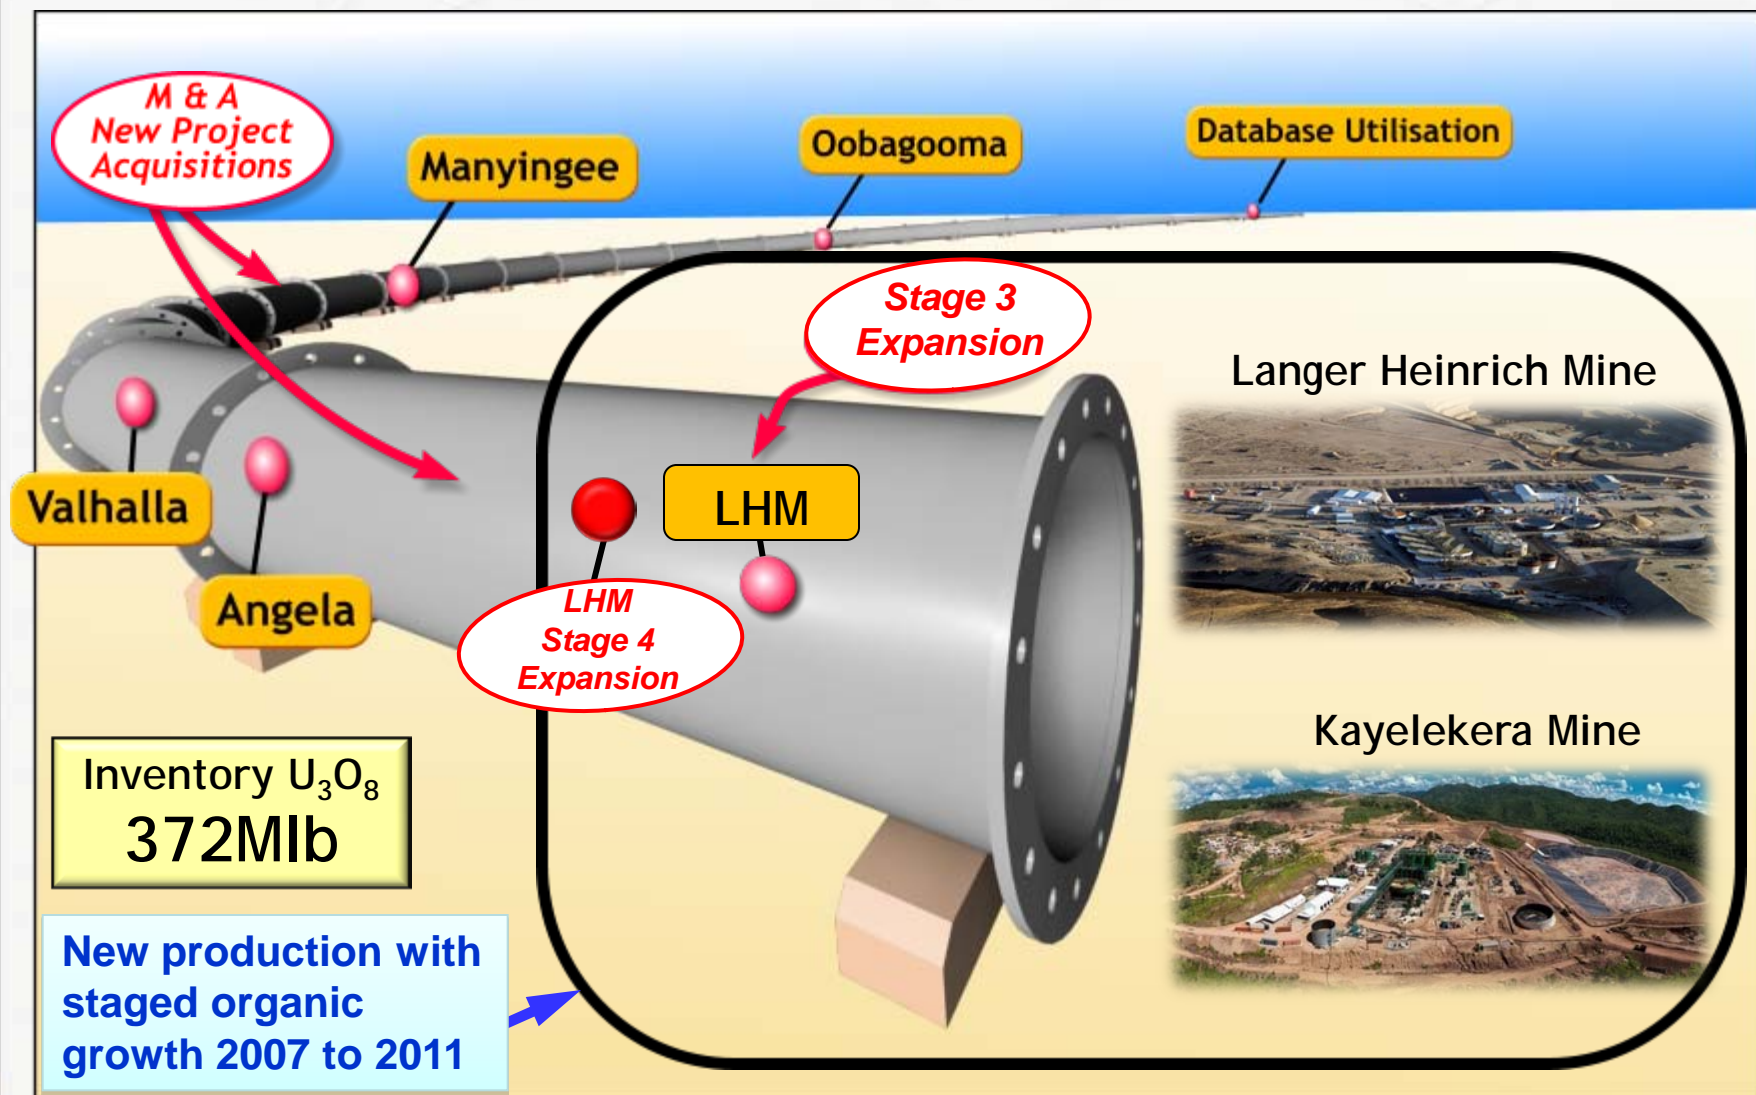 M & A
New Project
Acquisitions
Manyingee
Oobagooma
Database Utilisation
Stage 3
Expansion
Langer Heinrich Mine
Valhalla
LHM
Angela
LHM
Stage 4
Expansion
Kayelekera Mine
Inventory U₃O₈
372Mlb
New production with
staged organic
growth 2007 to 2011